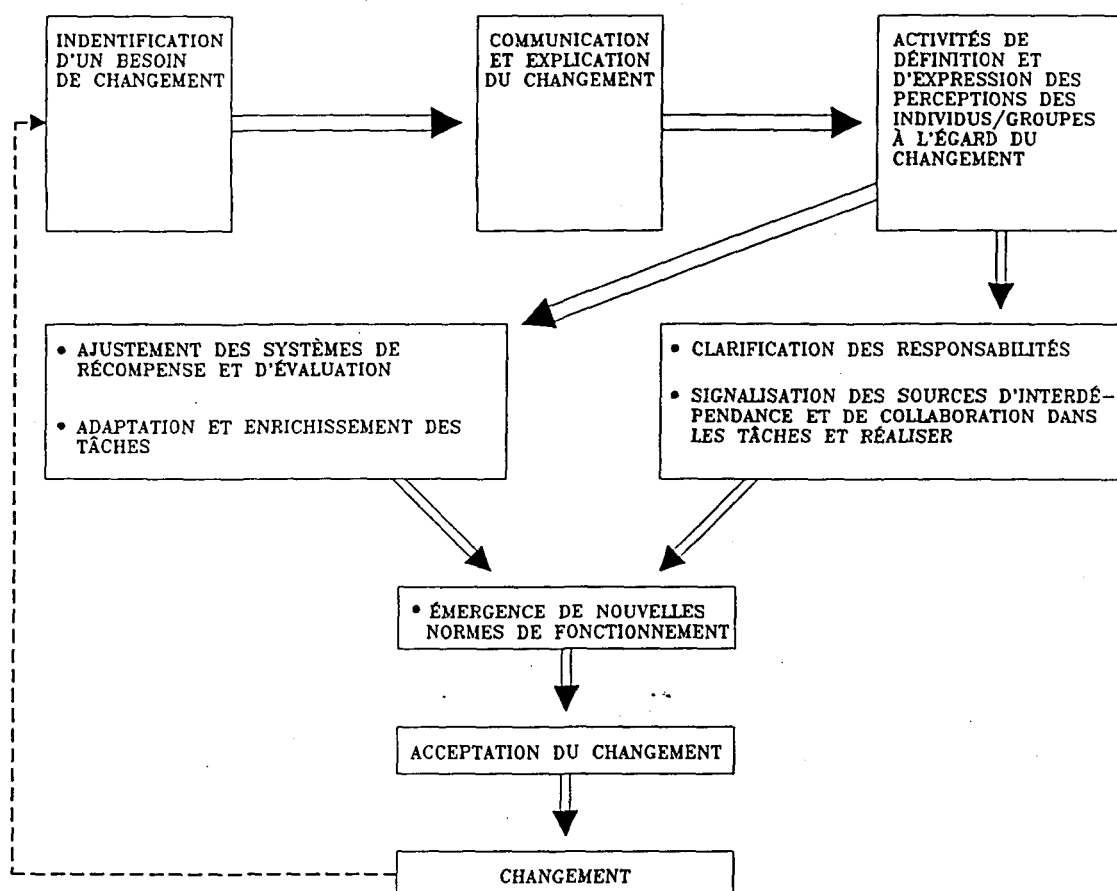 INDENTIFICATION
D'UN BESOIN
DE CHANGEMENT
COMMUNICATION
ET EXPLICATION
DU CHANGEMENT
ACTIVITÉS DE
DÉFINITION ET
D'EXPRESSION DES
PERCEPTIONS DES
INDIVIDUS/GROUPES
À L'ÉGARD DU
CHANGEMENT
• AJUSTEMENT DES SYSTÈMES DE
RÉCOMPENSE ET D'ÉVALUATION
• ADAPTATION ET ENRICHISSEMENT DES
TÂCHES
• CLARIFICATION DES RESPONSABILITÉS
• SIGNALISATION DES SOURCES D'INTERDÉ-
PENDANCE ET DE COLLABORATION DANS
LES TÂCHES ET RÉALISER
• ÉMERGENCE DE NOUVELLES
NORMES DE FONCTIONNEMENT
ACCEPTATION DU CHANGEMENT
CHANGEMENT